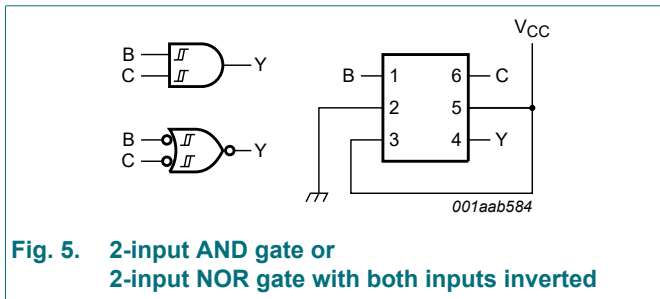 B
C
Y
B
C
Y
VCC
B 1 6 C
2 5
3 4 Y
001aab584
Fig. 5. 2-input AND gate or
2-input NOR gate with both inputs inverted